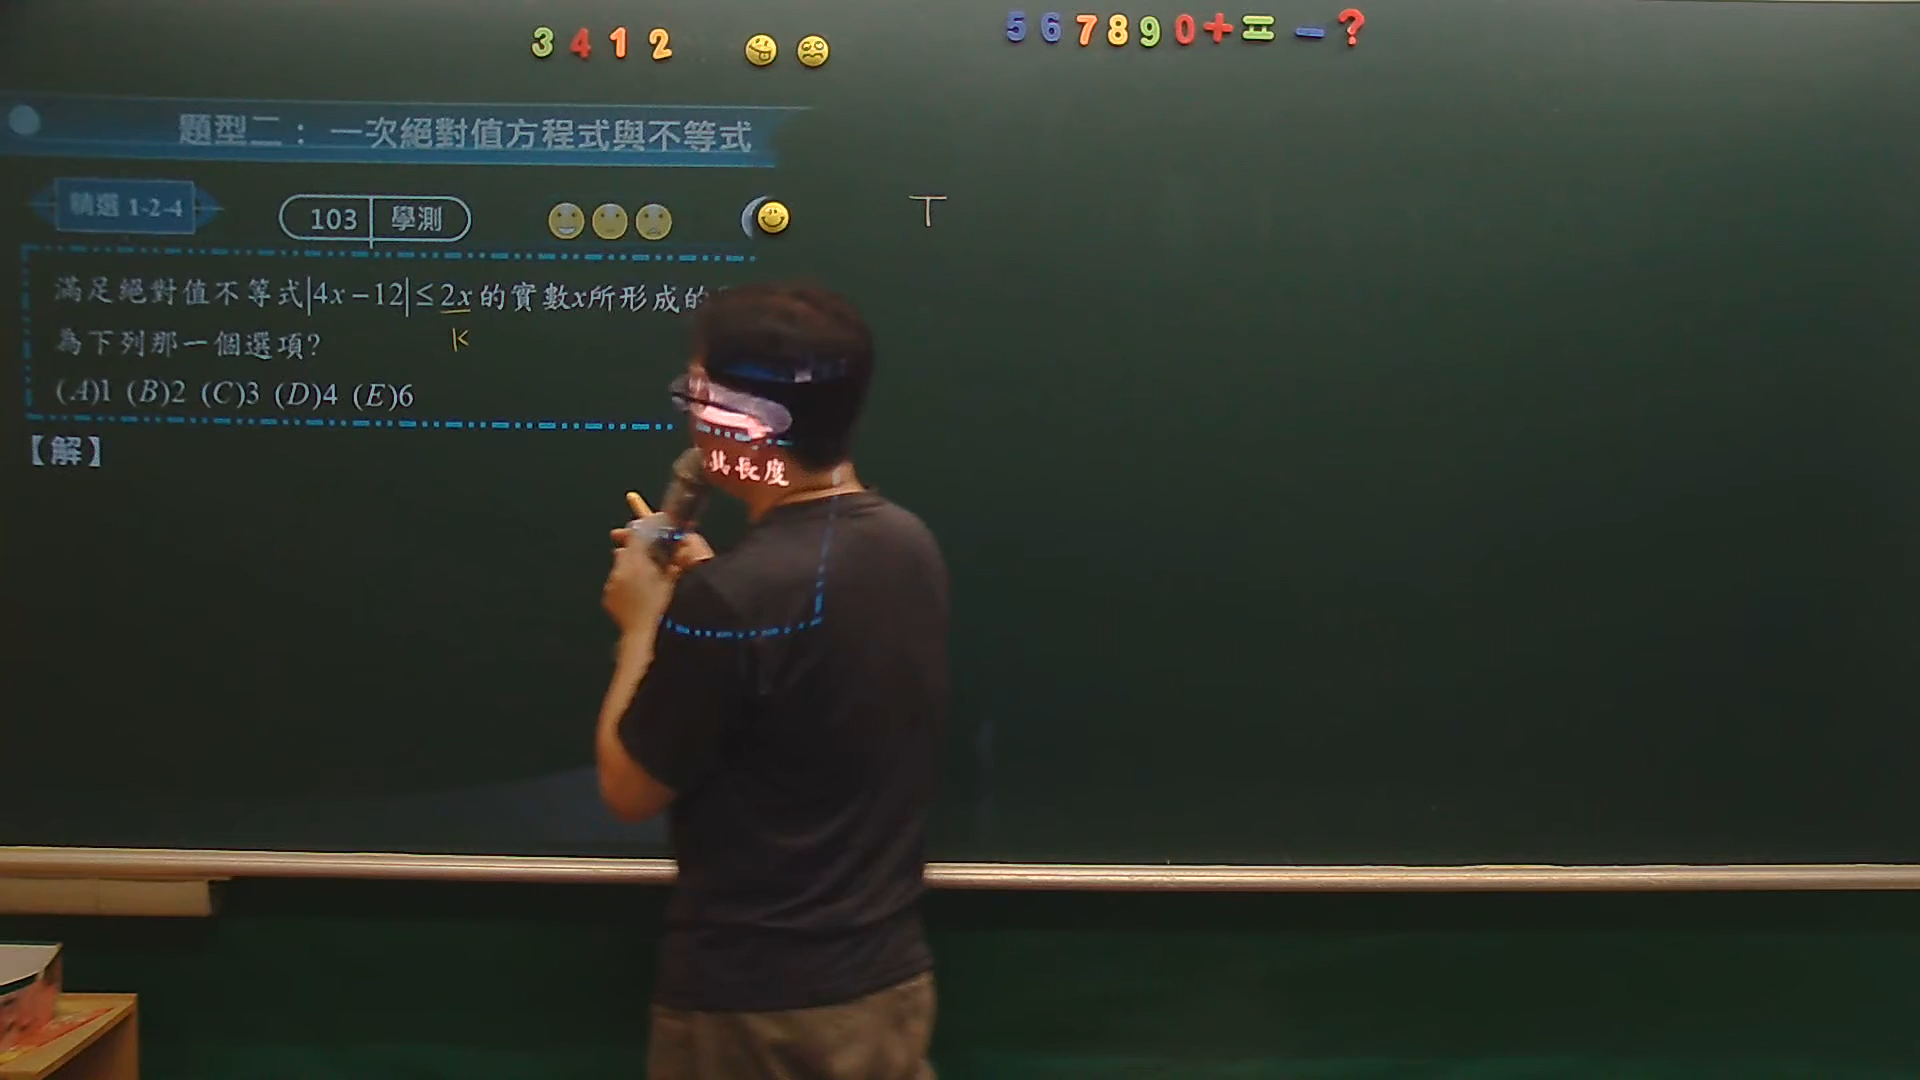 3 4 1 2
5 6 7 8 9 0 + = - ?
題型二： 一次絕對值方程式與不等式
精選 1-2-4
103 學測
T
滿足絕對值不等式|4x－12|≤2x的實數x所形成的
其長度
為下列那一個選項?
K
(A)1 (B)2 (C)3 (D)4 (E)6
【解】